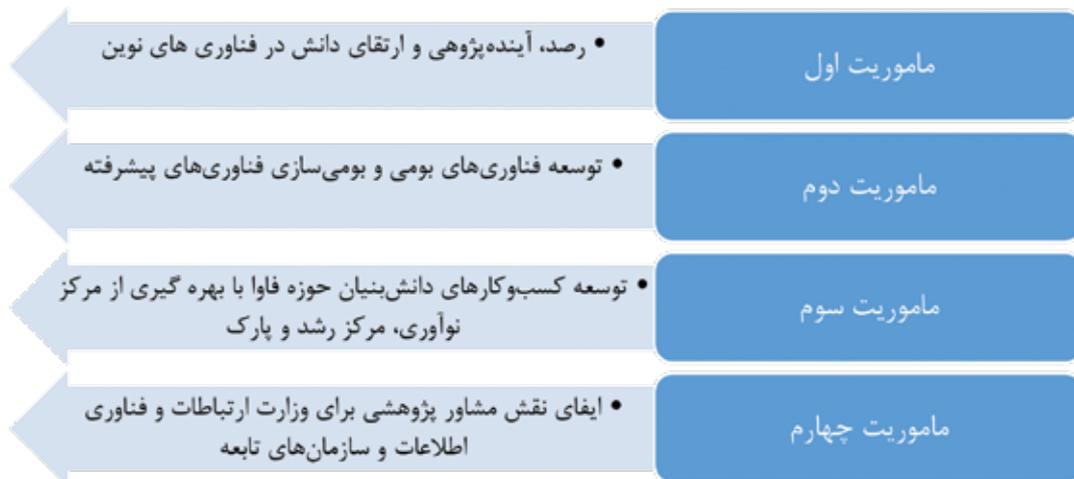 ماموریت اول
• رصد، آینده‌پژوهی و ارتقای دانش در فناوری های نوین
ماموریت دوم
• توسعه فناوری‌های بومی و بومی‌سازی فناوری‌های پیشرفته
ماموریت سوم
• توسعه کسب‌وکارهای دانش‌بنیان حوزه فاوا با بهره گیری از مرکز
نوآوری، مرکز رشد و پارک
ماموریت چهارم
• ایفای نقش مشاور پژوهشی برای وزارت ارتباطات و فناوری
اطلاعات و سازمان‌های تابعه